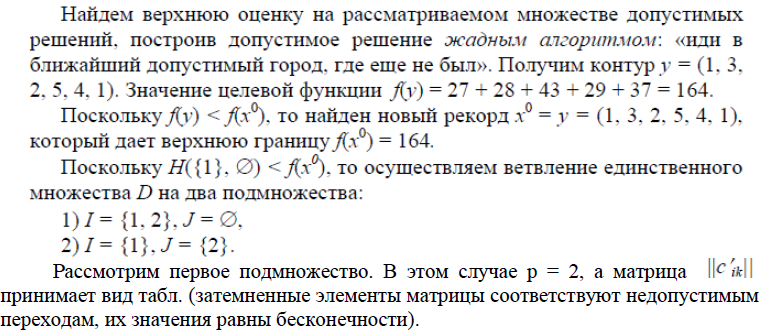 Найдем верхнюю оценку на рассматриваемом множестве допустимых
решений, построив допустимое решение жадным алгоритмом: «иди в
ближайший допустимый город, где еще не был». Получим контур y = (1, 3,
2, 5, 4, 1). Значение целевой функции f(y) = 27 + 28 + 43 + 29 + 37 = 164.
Поскольку f(y) < f(x⁰), то найден новый рекорд x⁰ = y = (1, 3, 2, 5, 4, 1),
который дает верхнюю границу f(x⁰) = 164.
Поскольку H({1}, ∅) < f(x⁰), то осуществляем ветвление единственного
множества D на два подмножества:
1) I = {1, 2}, J = ∅,
2) I = {1}, J = {2}.
Рассмотрим первое подмножество. В этом случае p = 2, а матрица ||c′ik||
принимает вид табл. (затемненные элементы матрицы соответствуют недопустимым
переходам, их значения равны бесконечности).